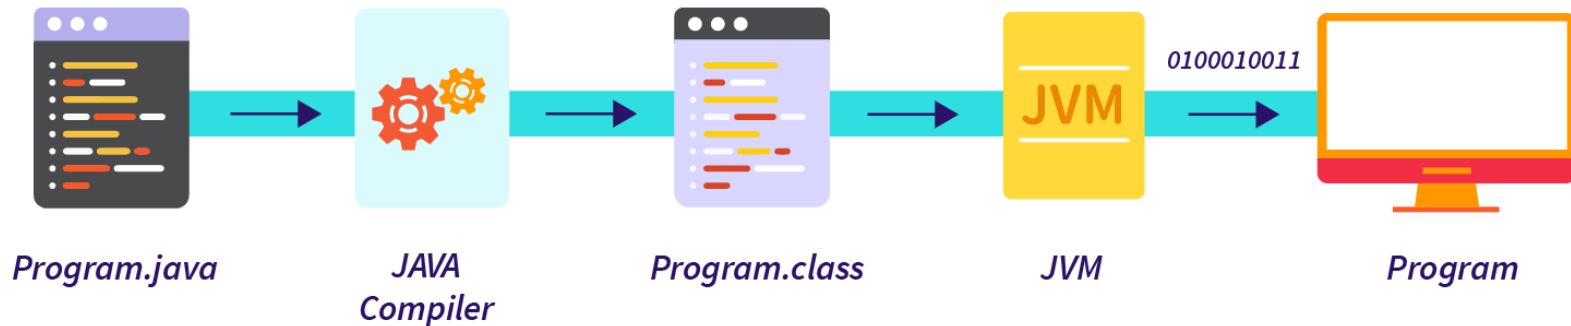 0100010011
JVM
Program.java
JAVA
Compiler
Program.class
JVM
Program